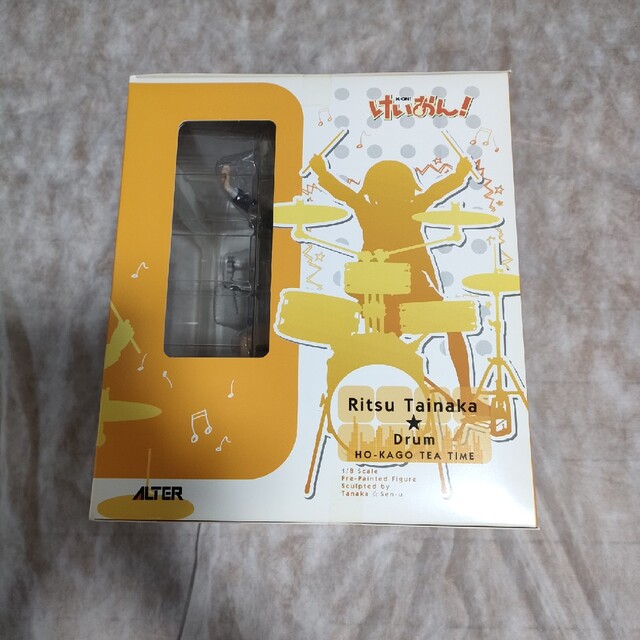 K-ON!
けいおん!
Ritsu Tainaka
★
Drum
HO-KAGO TEA TIME
1/8 Scale
Pre-Painted Figure
Sculpted by
Tanaka☆Sen-u
ALTER